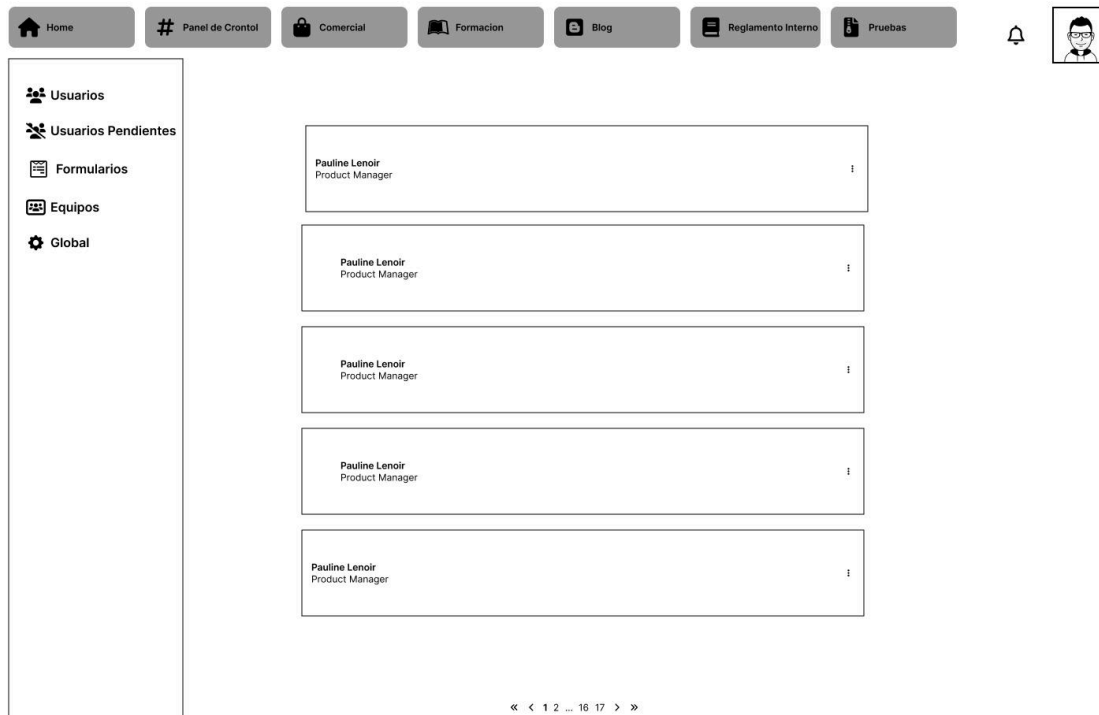 Home
Panel de Crontol
Comercial
Formacion
Blog
Reglamento Interno
Pruebas
Usuarios
Usuarios Pendientes
Formularios
Equipos
Global
Pauline Lenoir
Product Manager
Pauline Lenoir
Product Manager
Pauline Lenoir
Product Manager
Pauline Lenoir
Product Manager
Pauline Lenoir
Product Manager
« < 1 2 ... 16 17 > »